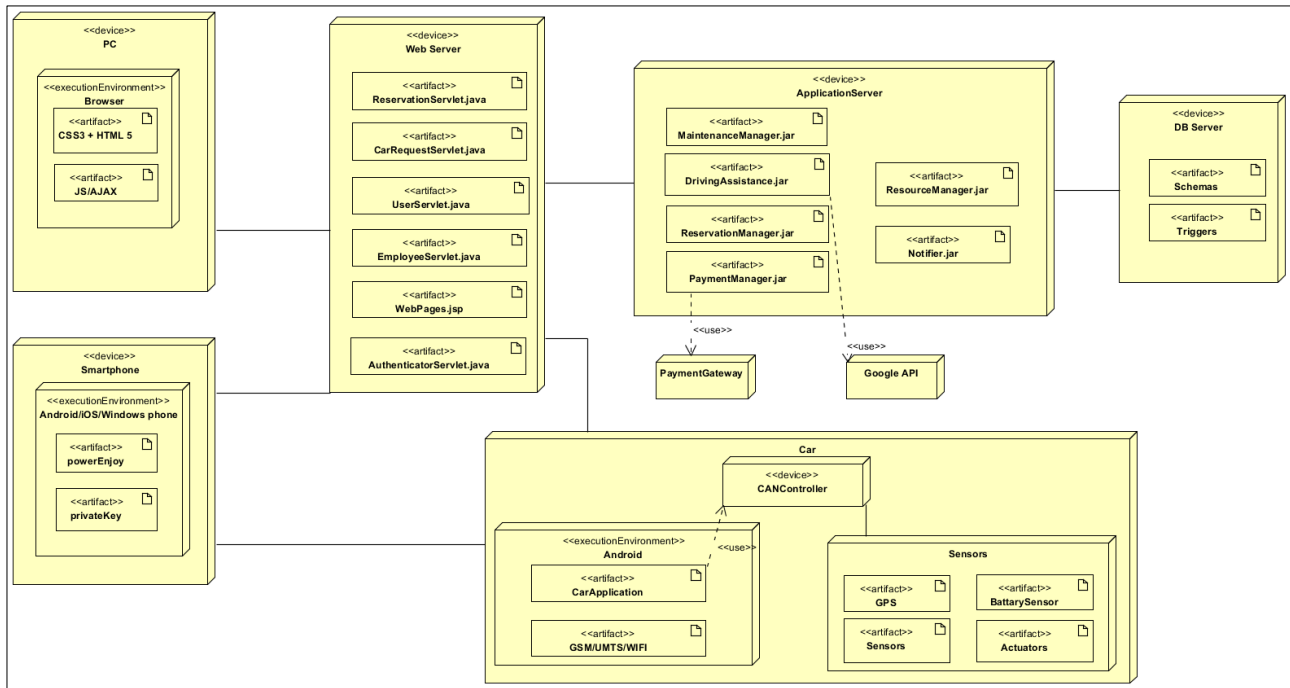 <<device>>
PC
<<executionEnvironment>>
Browser
<<artifact>>
CSS3 + HTML 5
<<artifact>>
JS/AJAX
<<device>>
Web Server
<<artifact>>
ReservationServlet.java
<<artifact>>
CarRequestServlet.java
<<artifact>>
UserServlet.java
<<artifact>>
EmployeeServlet.java
<<artifact>>
WebPages.jsp
<<artifact>>
AuthenticatorServlet.java
<<device>>
ApplicationServer
<<artifact>>
MaintenanceManager.jar
<<artifact>>
DrivingAssistance.jar
<<artifact>>
ReservationManager.jar
<<artifact>>
PaymentManager.jar
<<artifact>>
ResourceManager.jar
<<artifact>>
Notifier.jar
<<device>>
DB Server
<<artifact>>
Schemas
<<artifact>>
Triggers
<<use>>
<<use>>
PaymentGateway
Google API
<<device>>
Smartphone
<<executionEnvironment>>
Android/iOS/Windows phone
<<artifact>>
powerEnjoy
<<artifact>>
privateKey
Car
<<device>>
CANController
<<executionEnvironment>>
Android
<<use>>
<<artifact>>
CarApplication
<<artifact>>
GSM/UMTS/WIFI
Sensors
<<artifact>>
GPS
<<artifact>>
BattarySensor
<<artifact>>
Sensors
<<artifact>>
Actuators